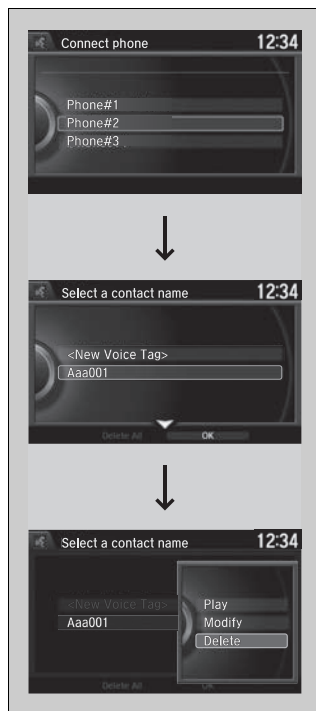 Connect phone 12:34
Phone#1
Phone#2
Phone#3
Select a contact name 12:34
<New Voice Tag>
Aaa001
Delete All OK
Select a contact name 12:34
<New Voice Tag> Play
Aaa001 Modify
Delete
Delete All OK